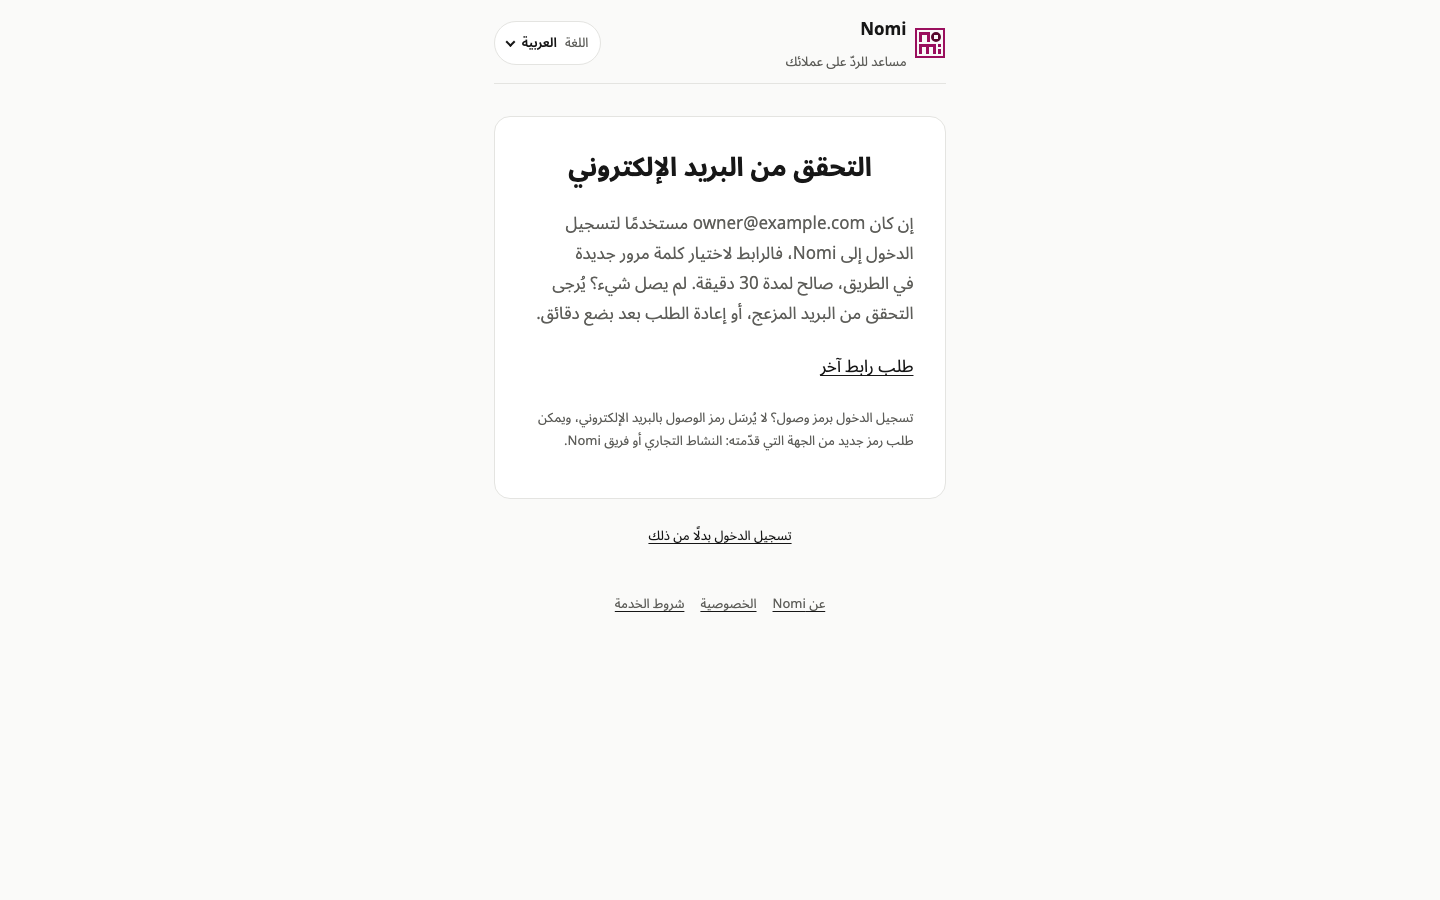 Nomi
مساعد للردّ على عملائك
اللغة العربية
التحقق من البريد الإلكتروني
إن كان owner@example.com مستخدمًا لتسجيل
الدخول إلى Nomi، فالرابط لاختيار كلمة مرور جديدة
في الطريق، صالح لمدة 30 دقيقة. لم يصل شيء؟ يُرجى
التحقق من البريد المزعج، أو إعادة الطلب بعد بضع دقائق.
طلب رابط آخر
تسجيل الدخول برمز وصول؟ لا يُرسَل رمز الوصول بالبريد الإلكتروني، ويمكن
طلب رمز جديد من الجهة التي قدّمته: النشاط التجاري أو فريق Nomi.
تسجيل الدخول بدلًا من ذلك
عن Nomi الخصوصية شروط الخدمة